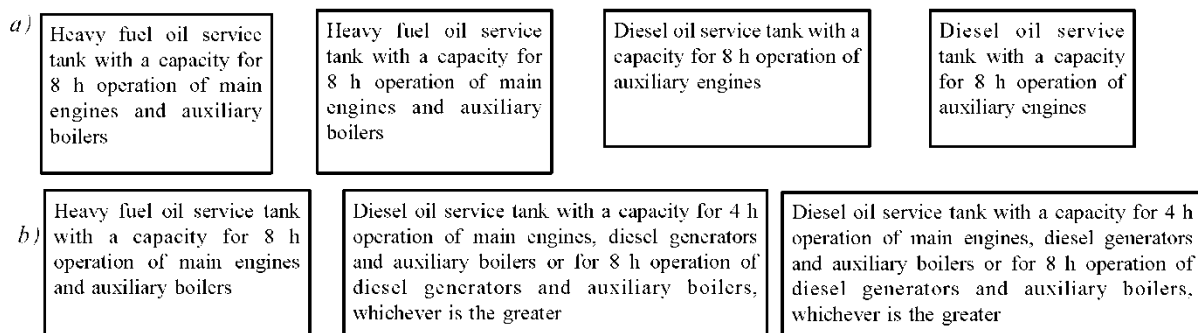 a)
Heavy fuel oil service
tank with a capacity for
8 h operation of main
engines and auxiliary
boilers
Heavy fuel oil service
tank with a capacity for
8 h operation of main
engines and auxiliary
boilers
Diesel oil service tank with a
capacity for 8 h operation of
auxiliary engines
Diesel oil service
tank with a capacity
for 8 h operation of
auxiliary engines
b)
Heavy fuel oil service tank
with a capacity for 8 h
operation of main engines
and auxiliary boilers
Diesel oil service tank with a capacity for 4 h
operation of main engines, diesel generators
and auxiliary boilers or for 8 h operation of
diesel generators and auxiliary boilers,
whichever is the greater
Diesel oil service tank with a capacity for 4 h
operation of main engines, diesel generators
and auxiliary boilers or for 8 h operation of
diesel generators and auxiliary boilers,
whichever is the greater